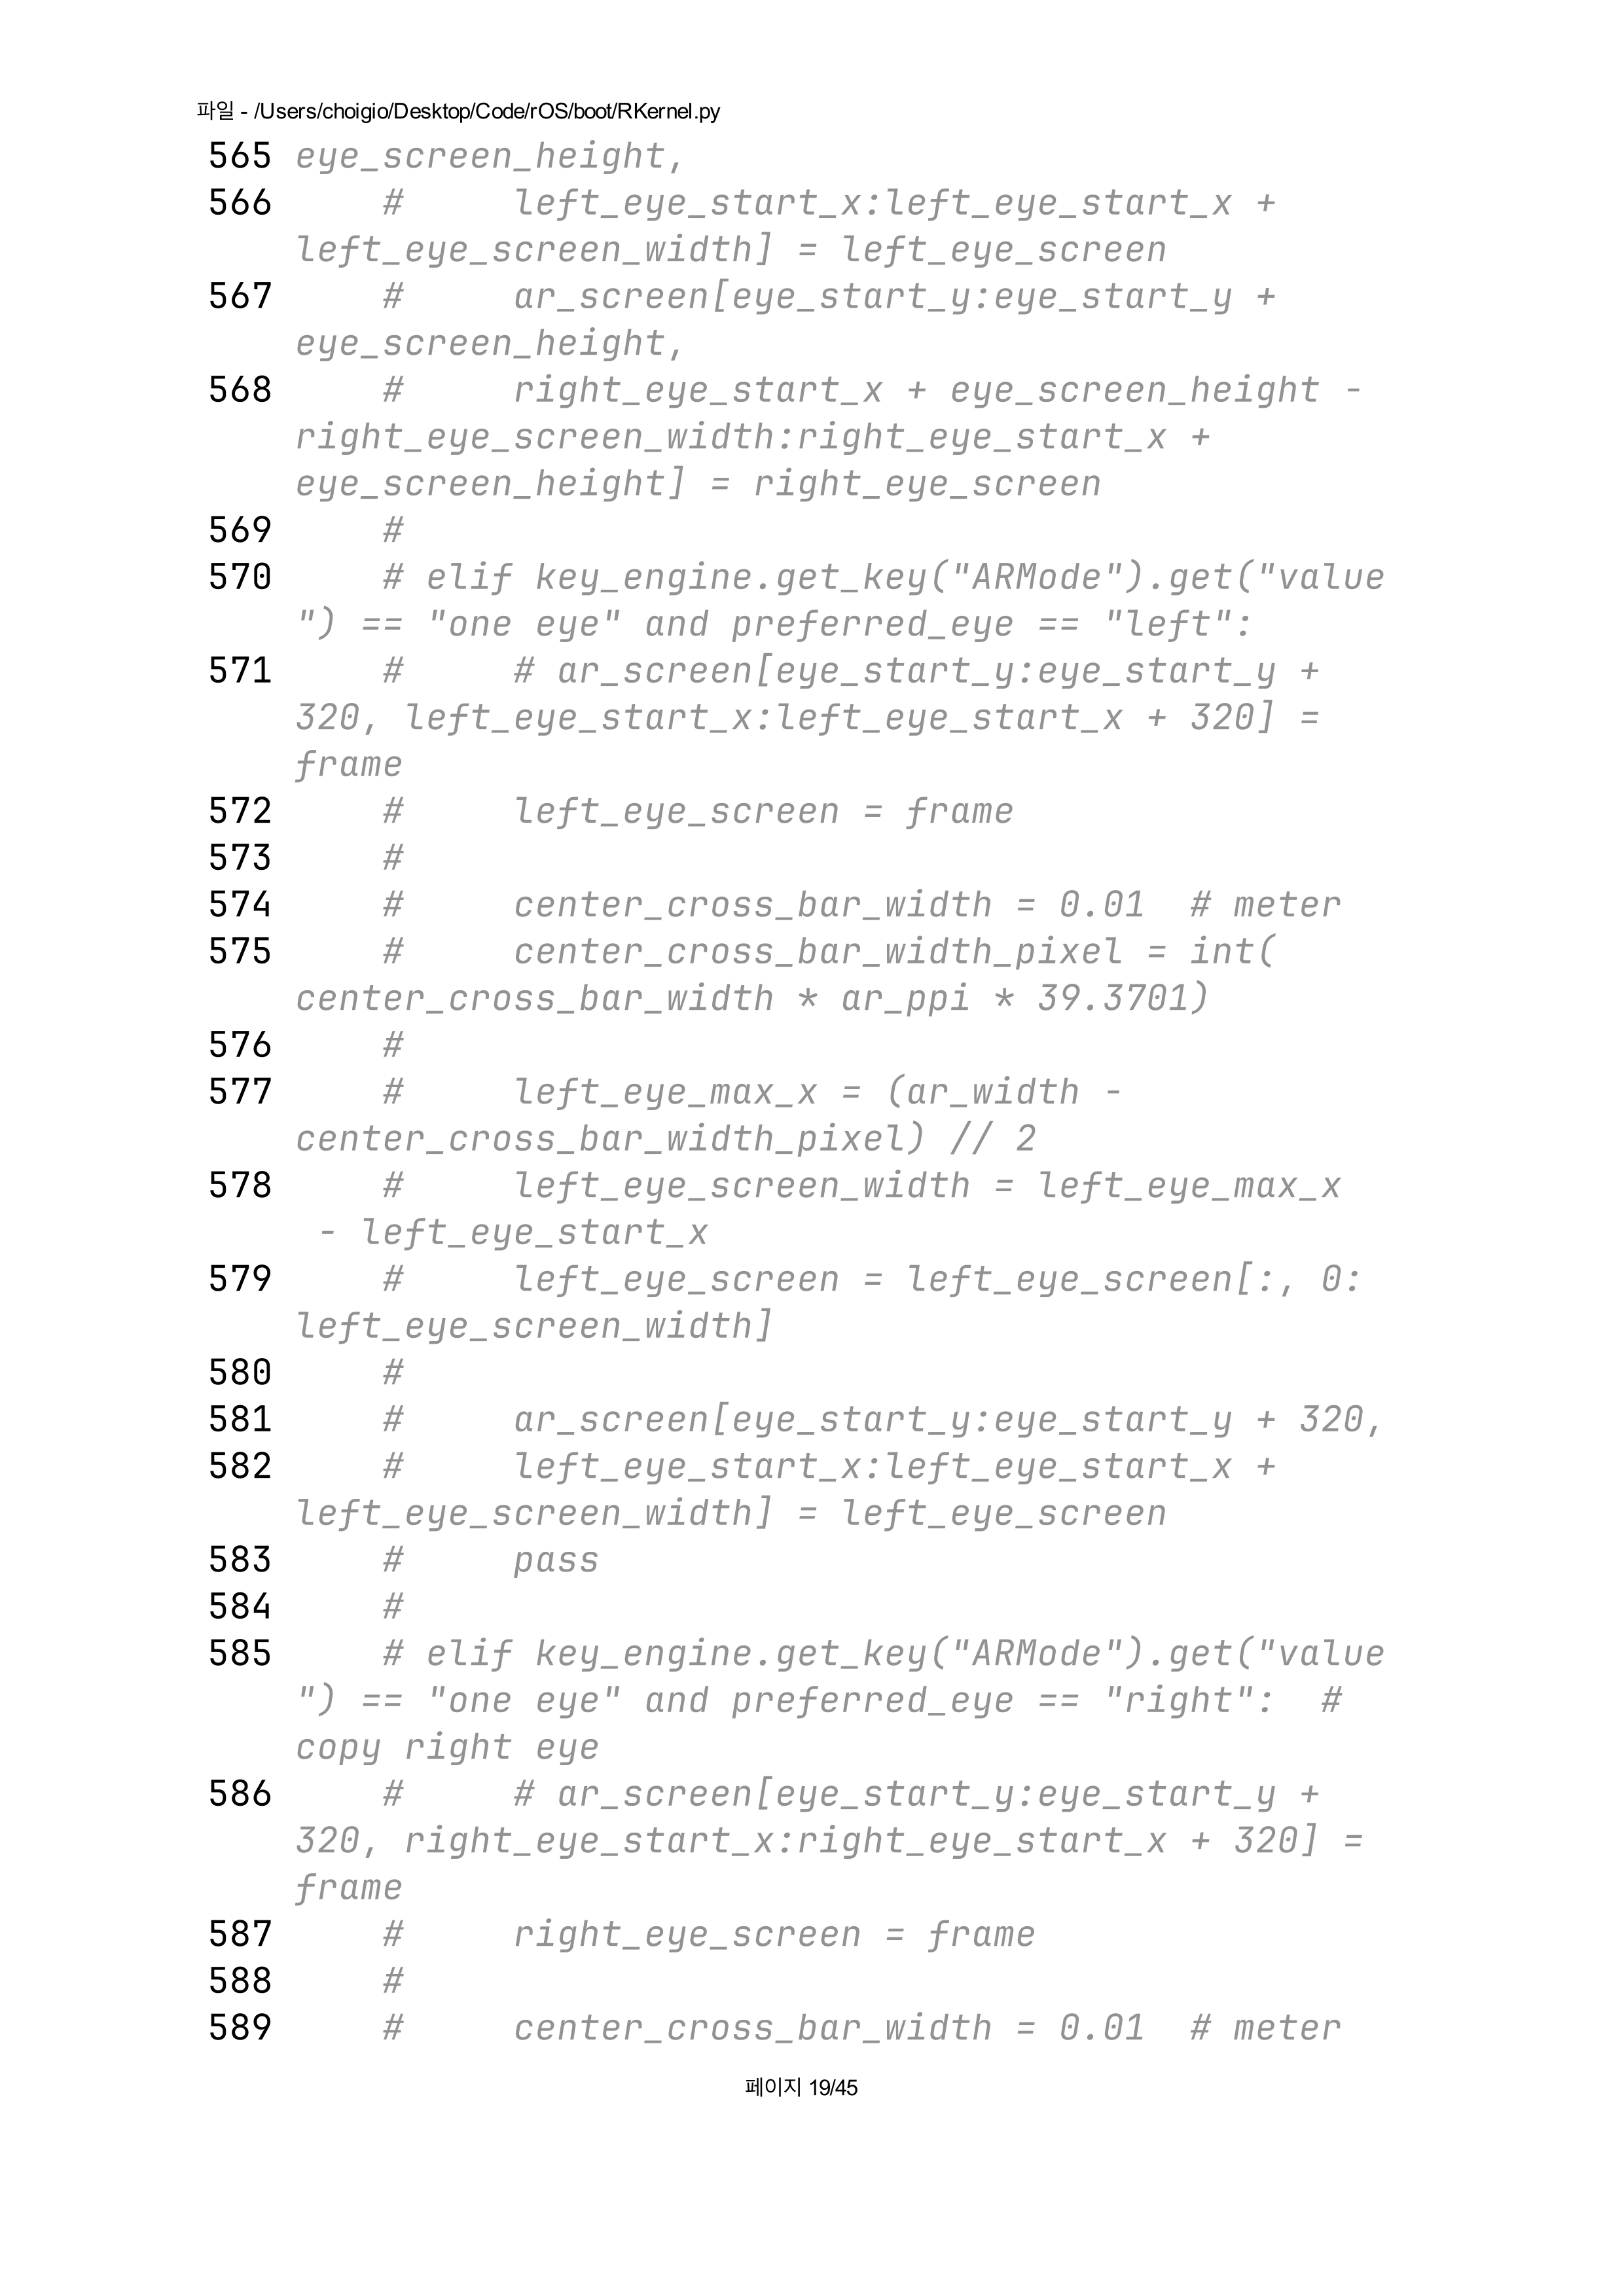 파일 - /Users/choigio/Desktop/Code/rOS/boot/RKernel.py
565 eye_screen_height,
566     #     left_eye_start_x:left_eye_start_x +
left_eye_screen_width] = left_eye_screen
567     #     ar_screen[eye_start_y:eye_start_y +
eye_screen_height,
568     #     right_eye_start_x + eye_screen_height -
right_eye_screen_width:right_eye_start_x +
eye_screen_height] = right_eye_screen
569     #
570     # elif key_engine.get_key("ARMode").get("value
") == "one eye" and preferred_eye == "left":
571     #     # ar_screen[eye_start_y:eye_start_y +
320, left_eye_start_x:left_eye_start_x + 320] =
frame
572     #     left_eye_screen = frame
573     #
574     #     center_cross_bar_width = 0.01  # meter
575     #     center_cross_bar_width_pixel = int(
center_cross_bar_width * ar_ppi * 39.3701)
576     #
577     #     left_eye_max_x = (ar_width -
center_cross_bar_width_pixel) // 2
578     #     left_eye_screen_width = left_eye_max_x
 - left_eye_start_x
579     #     left_eye_screen = left_eye_screen[:, 0:
left_eye_screen_width]
580     #
581     #     ar_screen[eye_start_y:eye_start_y + 320,
582     #     left_eye_start_x:left_eye_start_x +
left_eye_screen_width] = left_eye_screen
583     #     pass
584     #
585     # elif key_engine.get_key("ARMode").get("value
") == "one eye" and preferred_eye == "right":  #
copy right eye
586     #     # ar_screen[eye_start_y:eye_start_y +
320, right_eye_start_x:right_eye_start_x + 320] =
frame
587     #     right_eye_screen = frame
588     #
589     #     center_cross_bar_width = 0.01  # meter
페이지 19/45